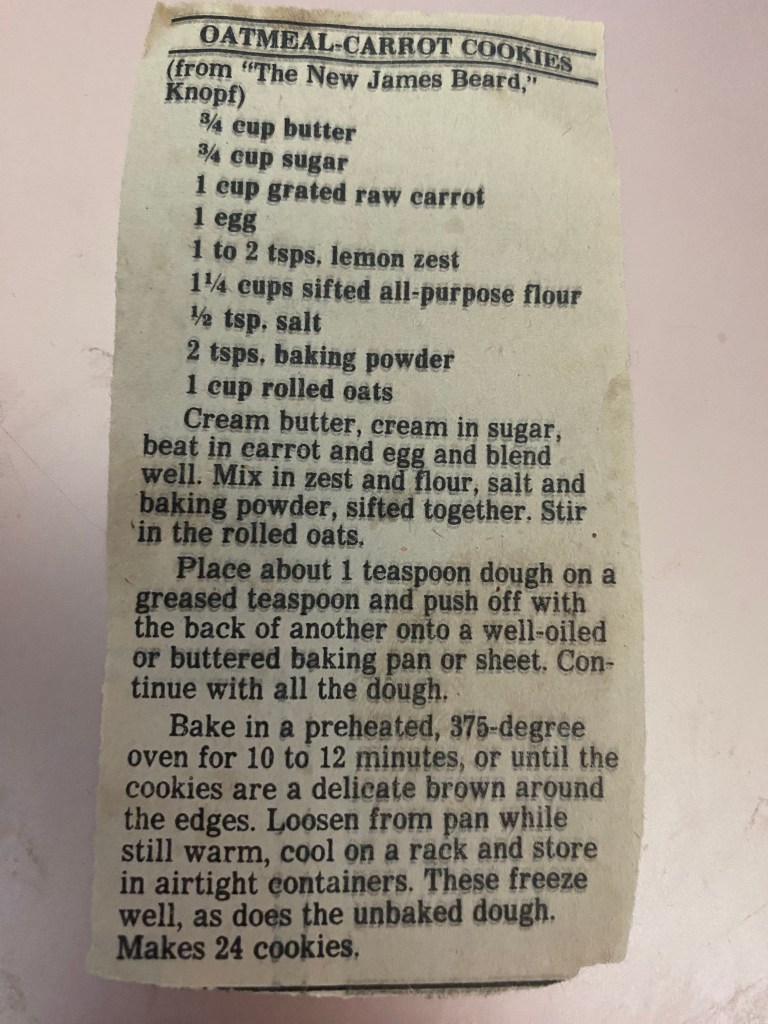 OATMEAL-CARROT COOKIES
(from "The New James Beard,"
Knopf)
¾ cup butter
¾ cup sugar
1 cup grated raw carrot
1 egg
1 to 2 tsps. lemon zest
1¼ cups sifted all-purpose flour
½ tsp. salt
2 tsps. baking powder
1 cup rolled oats
Cream butter, cream in sugar,
beat in carrot and egg and blend
well. Mix in zest and flour, salt and
baking powder, sifted together. Stir
in the rolled oats.
Place about 1 teaspoon dough on a
greased teaspoon and push off with
the back of another onto a well-oiled
or buttered baking pan or sheet. Con-
tinue with all the dough.
Bake in a preheated, 375-degree
oven for 10 to 12 minutes, or until the
cookies are a delicate brown around
the edges. Loosen from pan while
still warm, cool on a rack and store
in airtight containers. These freeze
well, as does the unbaked dough.
Makes 24 cookies.